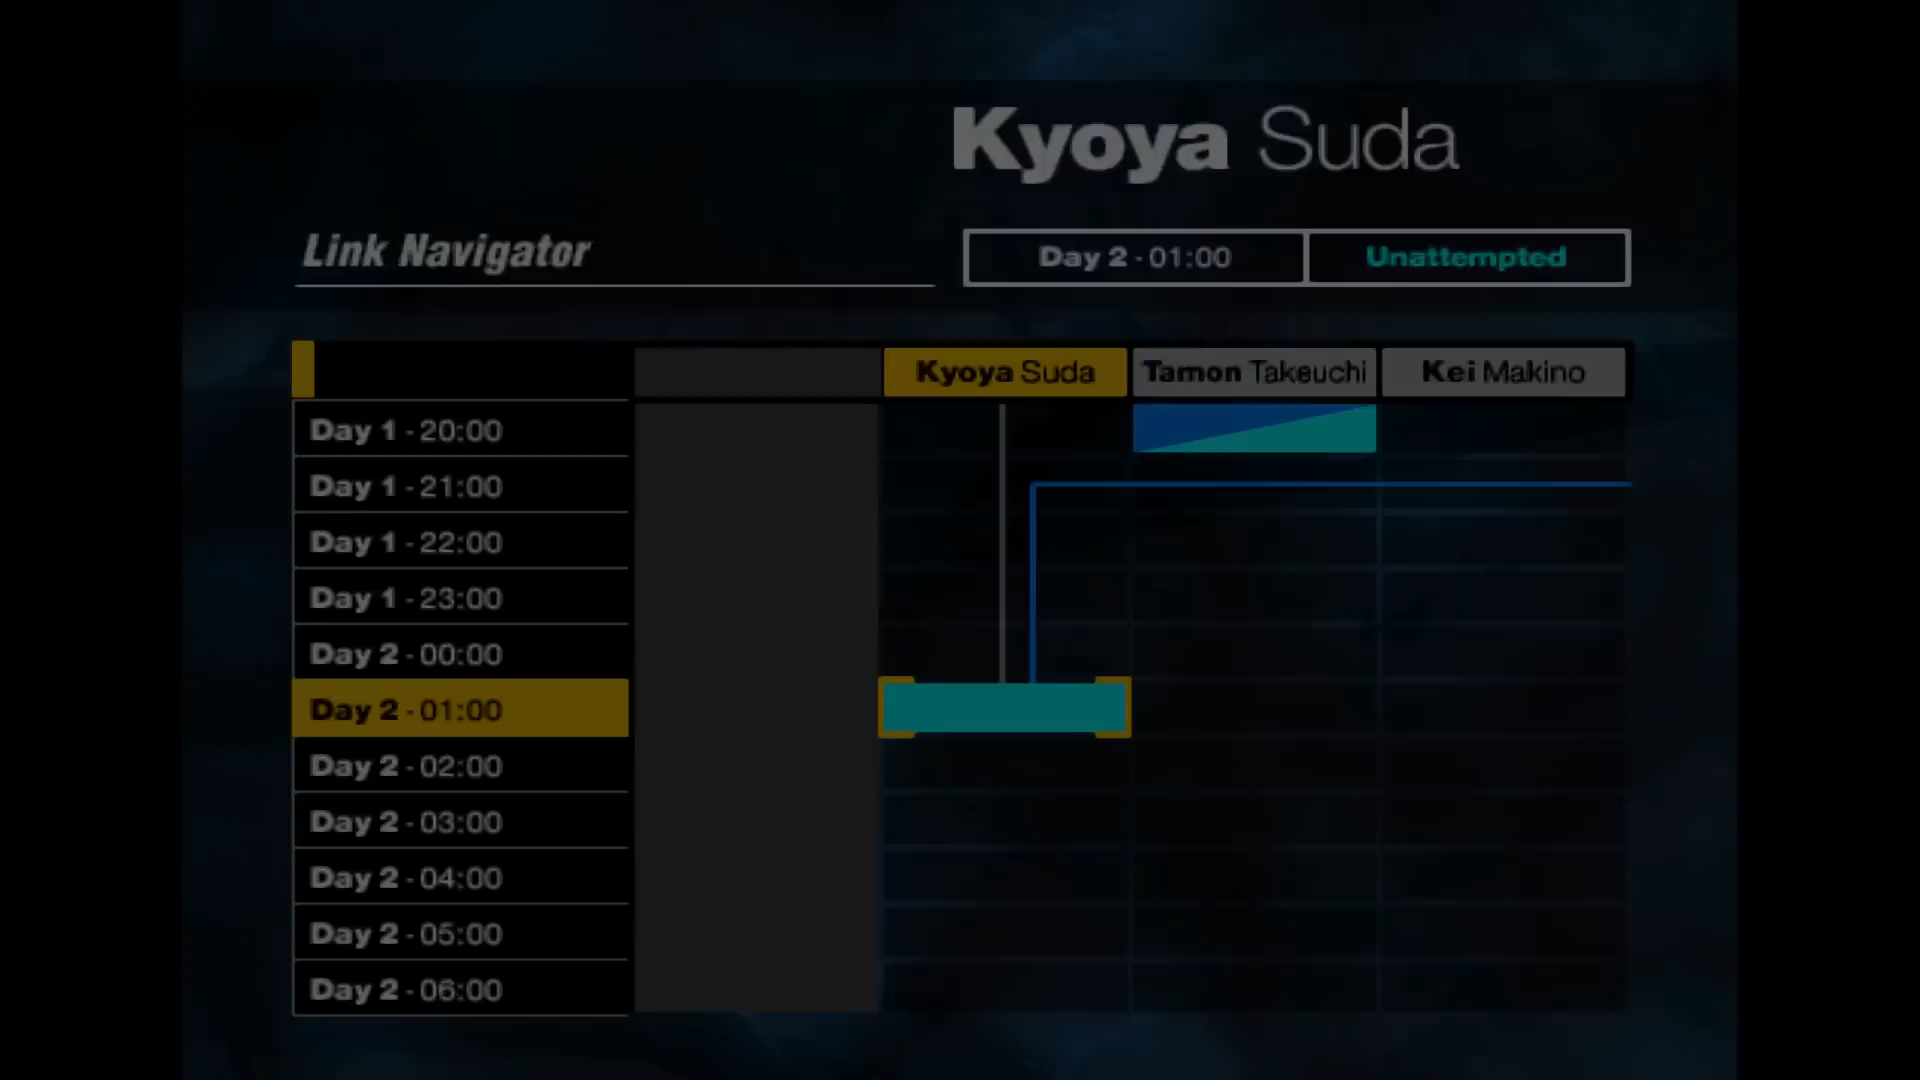 Kyoya Suda
Link Navigator
Day 2 - 01:00
Unattempted
Kyoya Suda
Tamon Takeuchi
Kei Makino
Day 1 - 20:00
Day 1 - 21:00
Day 1 - 22:00
Day 1 - 23:00
Day 2 - 00:00
Day 2 - 01:00
Day 2 - 02:00
Day 2 - 03:00
Day 2 - 04:00
Day 2 - 05:00
Day 2 - 06:00